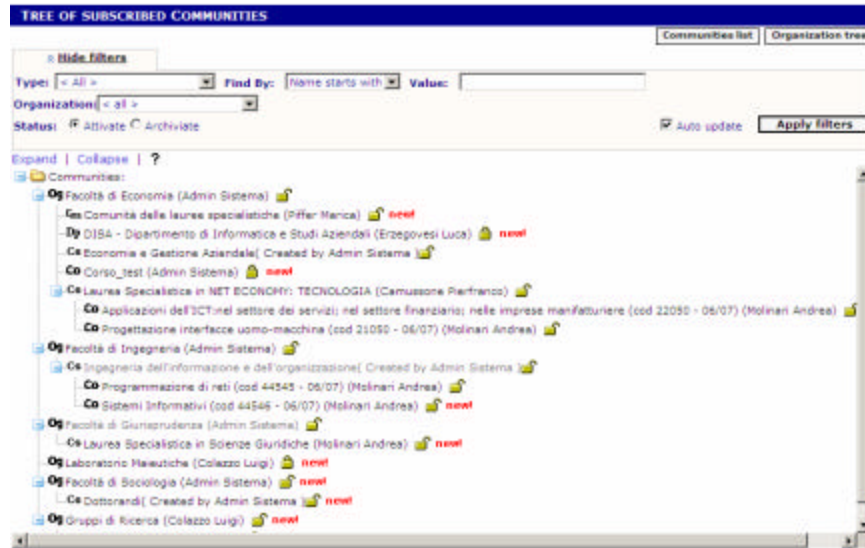 TREE OF SUBSCRIBED COMMUNITIES
Communities list Organization tree
Hide filters
Type: < All > Find By: Name starts with Value:
Organization: < all >
Status: Attivate Archiviate Auto update Apply filters
Expand | Collapse | ?
Communities:
Og Facoltà di Economia (Admin Sistema)
Comunità delle lauree specialistiche (Piffer Marica) new!
Dp DISA - Dipartimento di Informatica e Studi Aziendali (Erzegovesi Luca) new!
Cs Economia e Gestione Aziendale( Created by Admin Sistema )
Co Corso_test (Admin Sistema) new!
Cs Laurea Specialistica in NET ECONOMY: TECNOLOGIA (Camussone Pierfranco)
Co Applicazioni dell'ICT:nel settore dei servizi; nel settore finanziario; nelle imprese manifatturiere (cod 22050 - 06/07) (Molinari Andrea)
Co Progettazione interfacce uomo-macchina (cod 21050 - 06/07) (Molinari Andrea)
Og Facoltà di Ingegneria (Admin Sistema)
Cs Ingegneria dell'informazione e dell'organizzazione( Created by Admin Sistema )
Co Programmazione di reti (cod 44545 - 06/07) (Molinari Andrea)
Co Sistemi Informativi (cod 44546 - 06/07) (Molinari Andrea) new!
Og Facoltà di Giurisprudenza (Admin Sistema)
Cs Laurea Specialistica in Scienze Giuridiche (Molinari Andrea) new!
Og Laboratorio Maieutiche (Colazzo Luigi) new!
Og Facoltà di Sociologia (Admin Sistema) new!
Cs Dottorandi( Created by Admin Sistema ) new!
Og Gruppi di Ricerca (Colazzo Luigi) new!